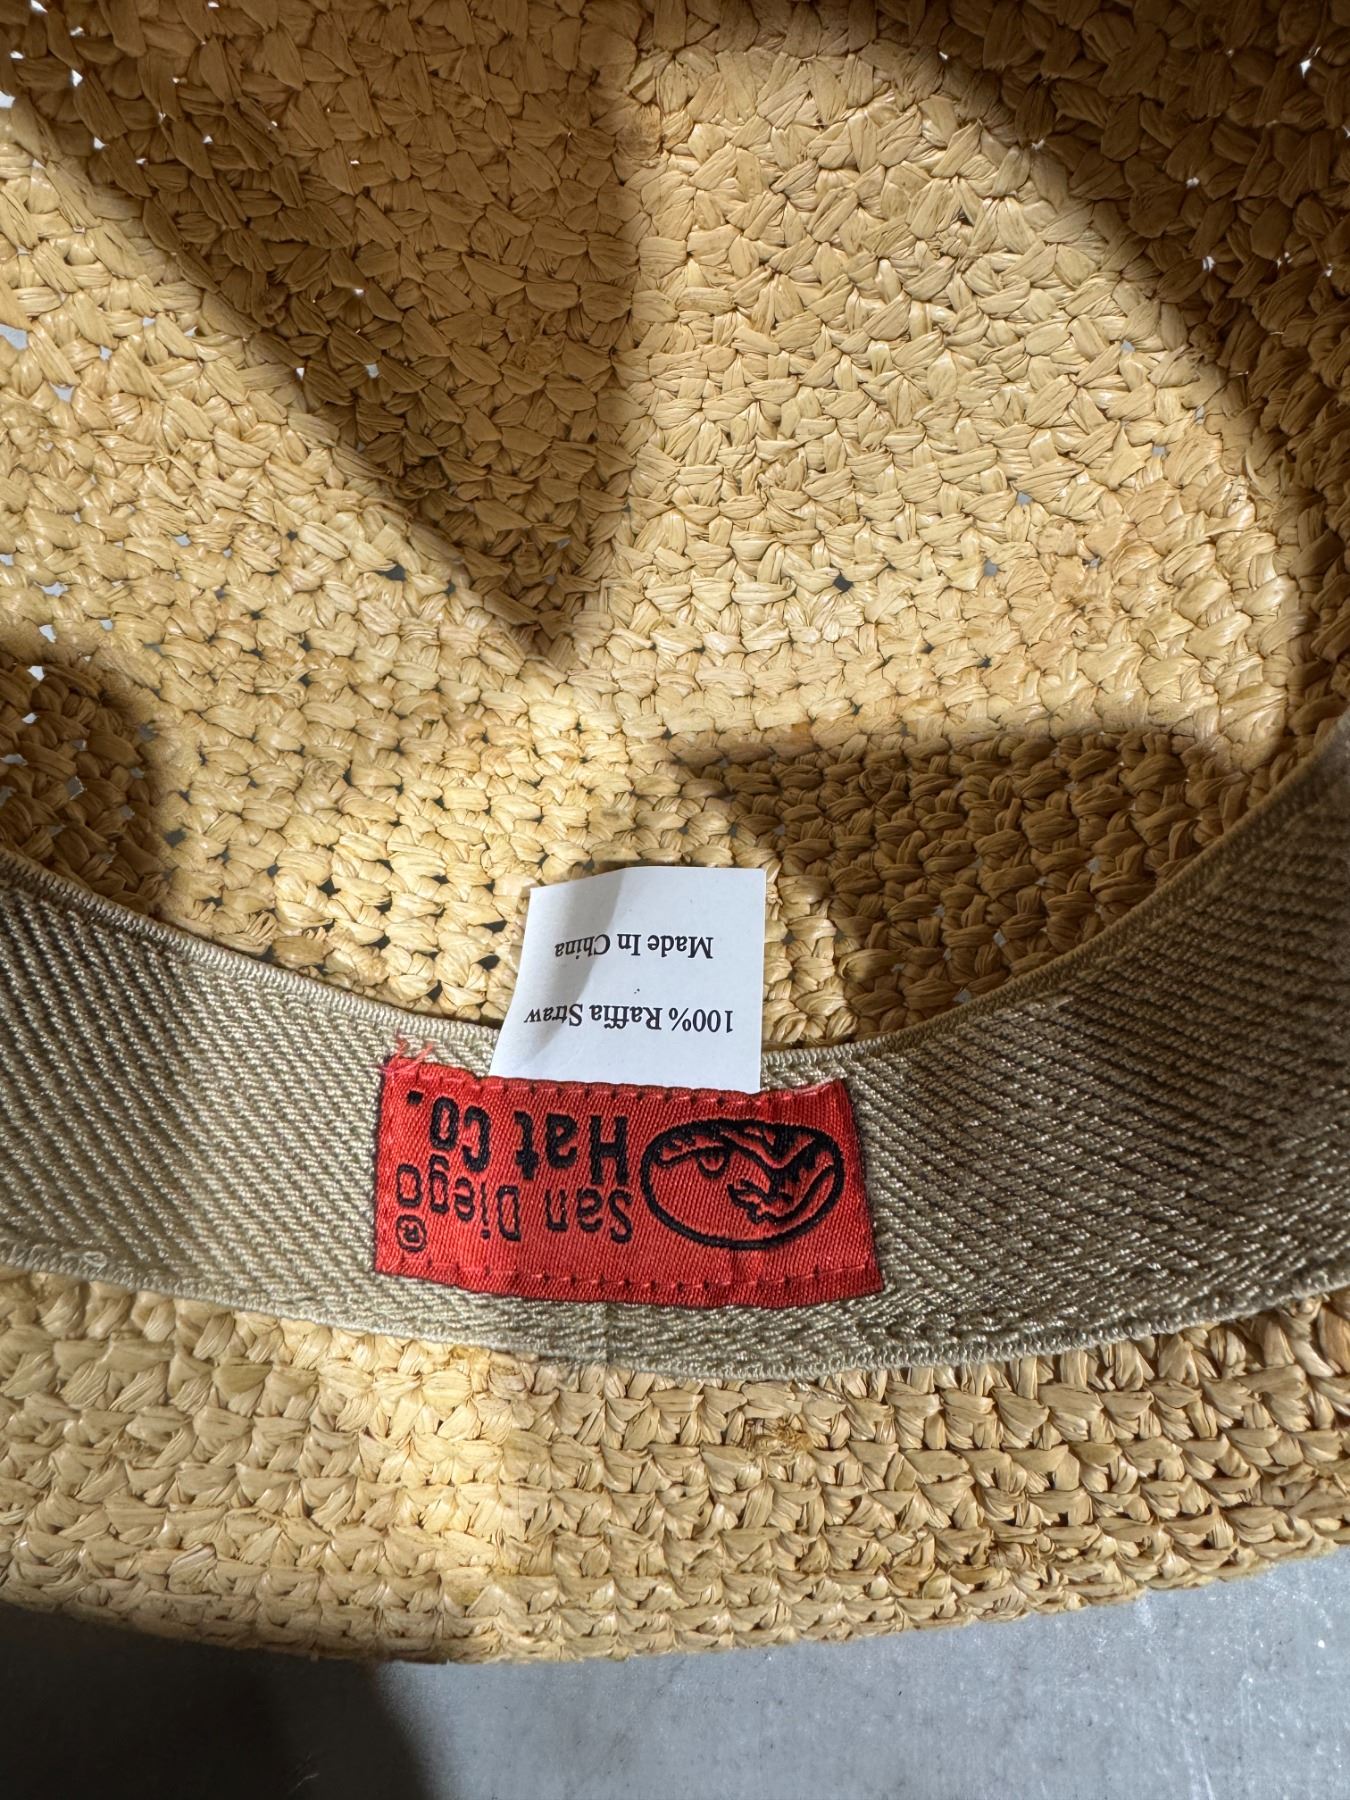 San Diego®
Hat Co.
100% Raffia Straw
Made In China